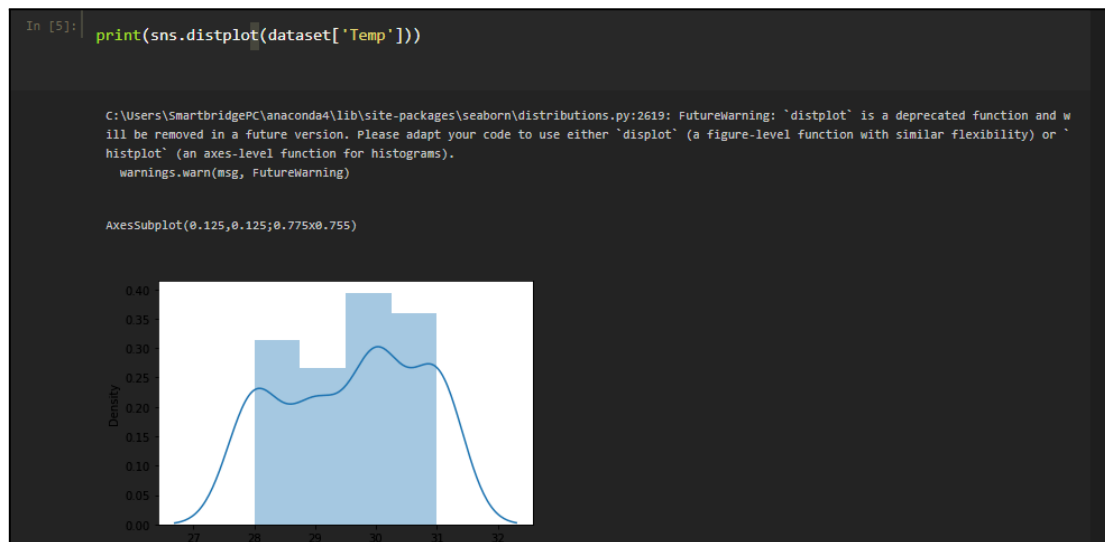 In [5]:
print(sns.distplot(dataset['Temp']))
C:\Users\SmartbridgePC\anaconda4\lib\site-packages\seaborn\distributions.py:2619: FutureWarning: `distplot` is a deprecated function and w
ill be removed in a future version. Please adapt your code to use either `displot` (a figure-level function with similar flexibility) or `
histplot` (an axes-level function for histograms).
warnings.warn(msg, FutureWarning)
AxesSubplot(0.125,0.125;0.775x0.755)
0.40
0.35
0.30
0.25
0.20
0.15
0.10
0.05
0.00
Density
27 28 29 30 31 32